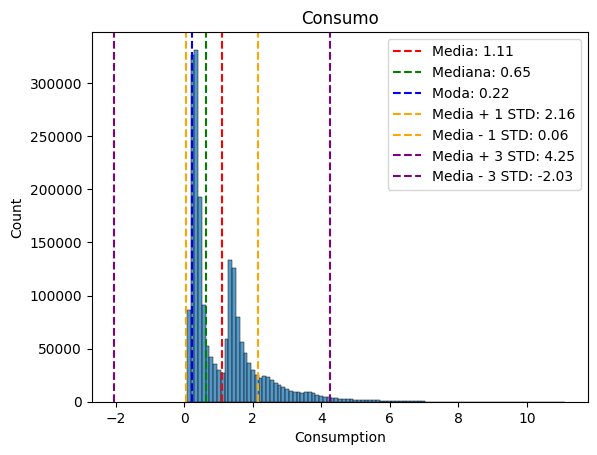 Consumo
Media: 1.11
Mediana: 0.65
Moda: 0.22
Media + 1 STD: 2.16
Media - 1 STD: 0.06
Media + 3 STD: 4.25
Media - 3 STD: -2.03
Count
300000
250000
200000
150000
100000
50000
0
−2
0
2
4
6
8
10
Consumption